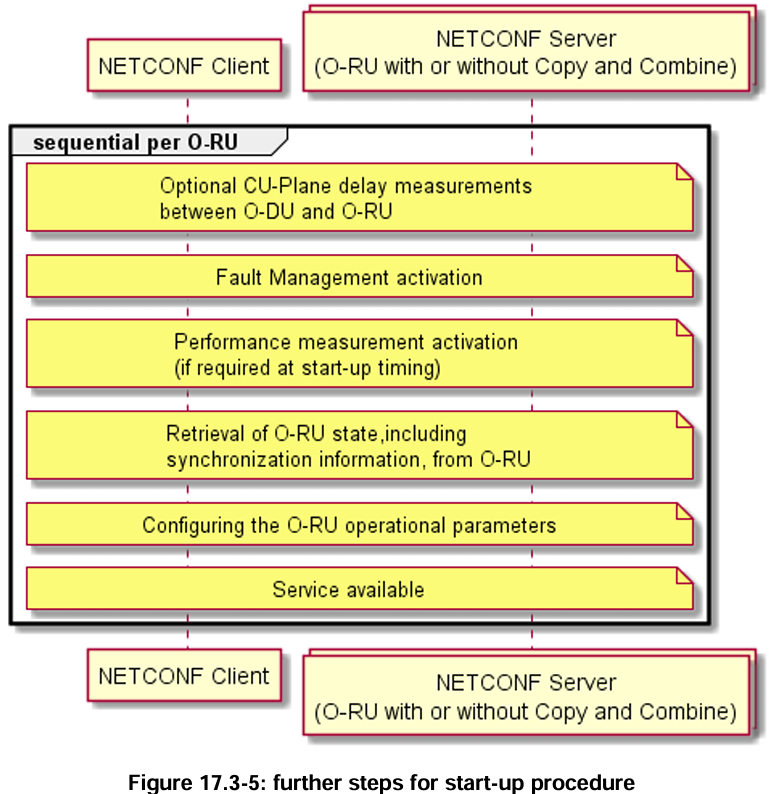 NETCONF Client
NETCONF Server
(O-RU with or without Copy and Combine)
sequential per O-RU
Optional CU-Plane delay measurements
between O-DU and O-RU
Fault Management activation
Performance measurement activation
(if required at start-up timing)
Retrieval of O-RU state,including
synchronization information, from O-RU
Configuring the O-RU operational parameters
Service available
NETCONF Client
NETCONF Server
(O-RU with or without Copy and Combine)
Figure 17.3-5: further steps for start-up procedure